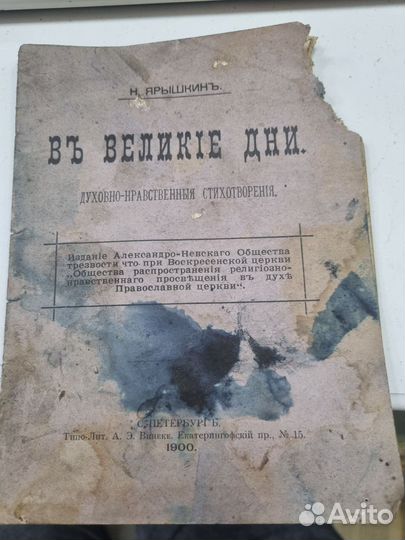 Н. ЯРЫШКИНЪ.
ВЪ ВЕЛИКІЕ ДНИ.
ДУХОВНО-НРАВСТВЕННЫЯ СТИХОТВОРЕНІЯ.
Изданіе Александро-Невскаго Общества
трезвости что при Воскресенской церкви
„Общества распространенія религіозно-
нравственнаго просвѣщенія въ духѣ
Православной церкви“.
С.-ПЕТЕРБУРГЪ.
Типо-Лит. А. Э. Винеке. Екатерингофскій пр., № 15.
1900.
Avito